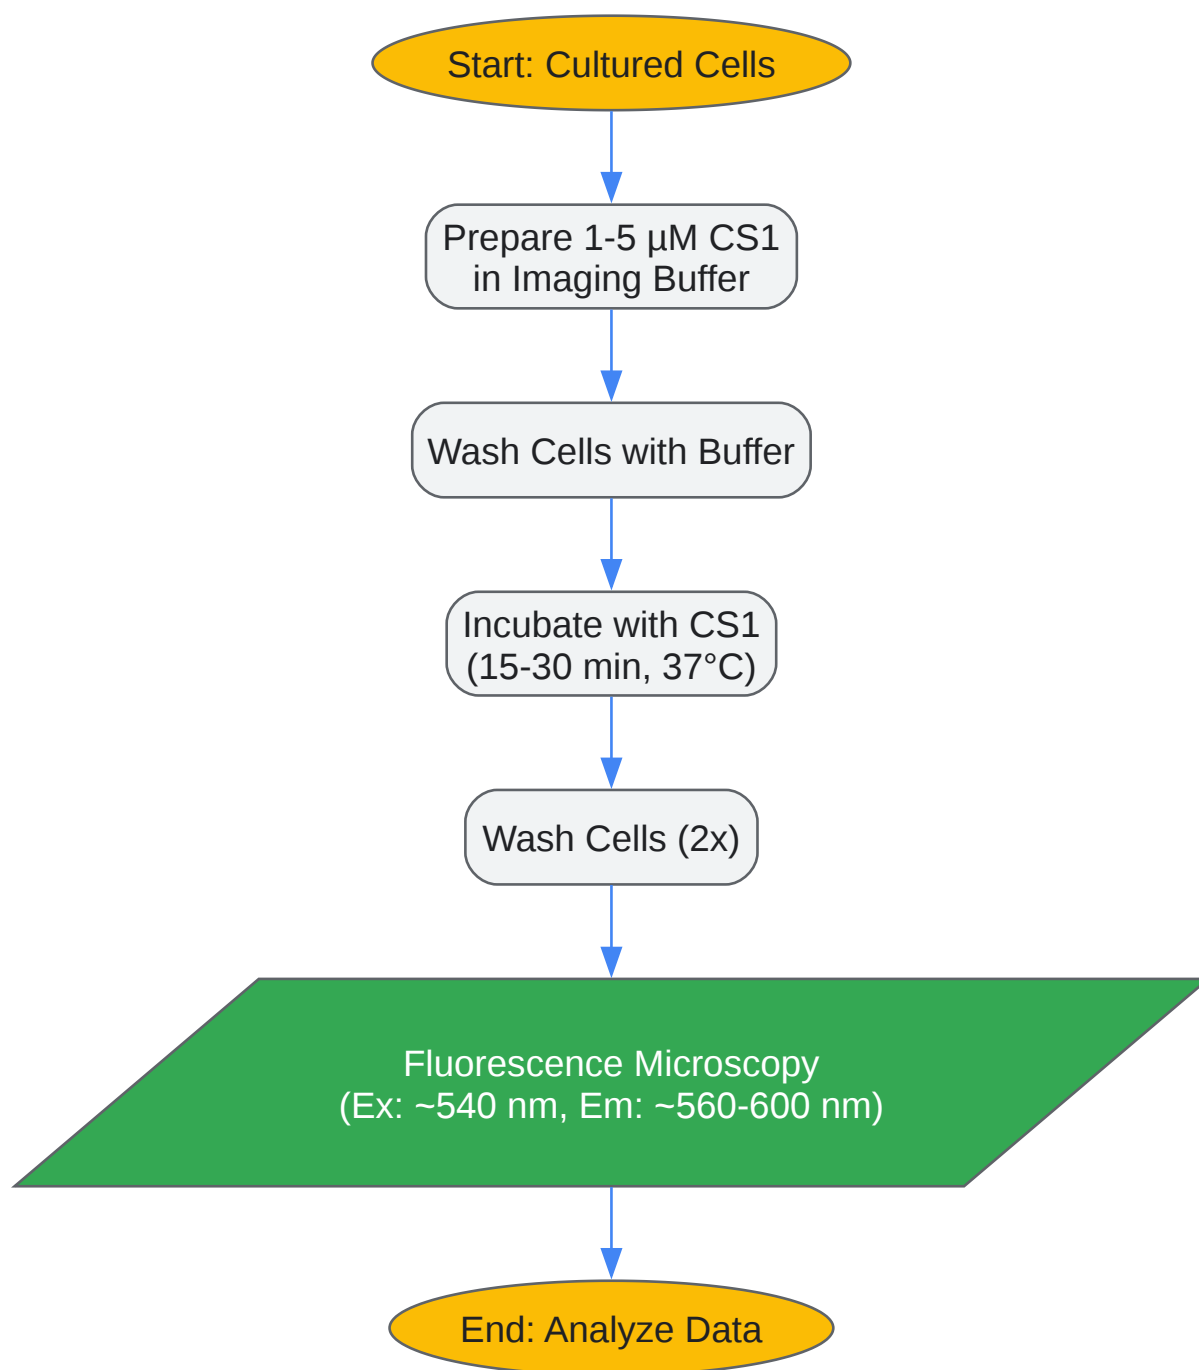 Start: Cultured Cells
Prepare 1-5 µM CS1
in Imaging Buffer
Wash Cells with Buffer
Incubate with CS1
(15-30 min, 37°C)
Wash Cells (2x)
Fluorescence Microscopy
(Ex: ~540 nm, Em: ~560-600 nm)
End: Analyze Data